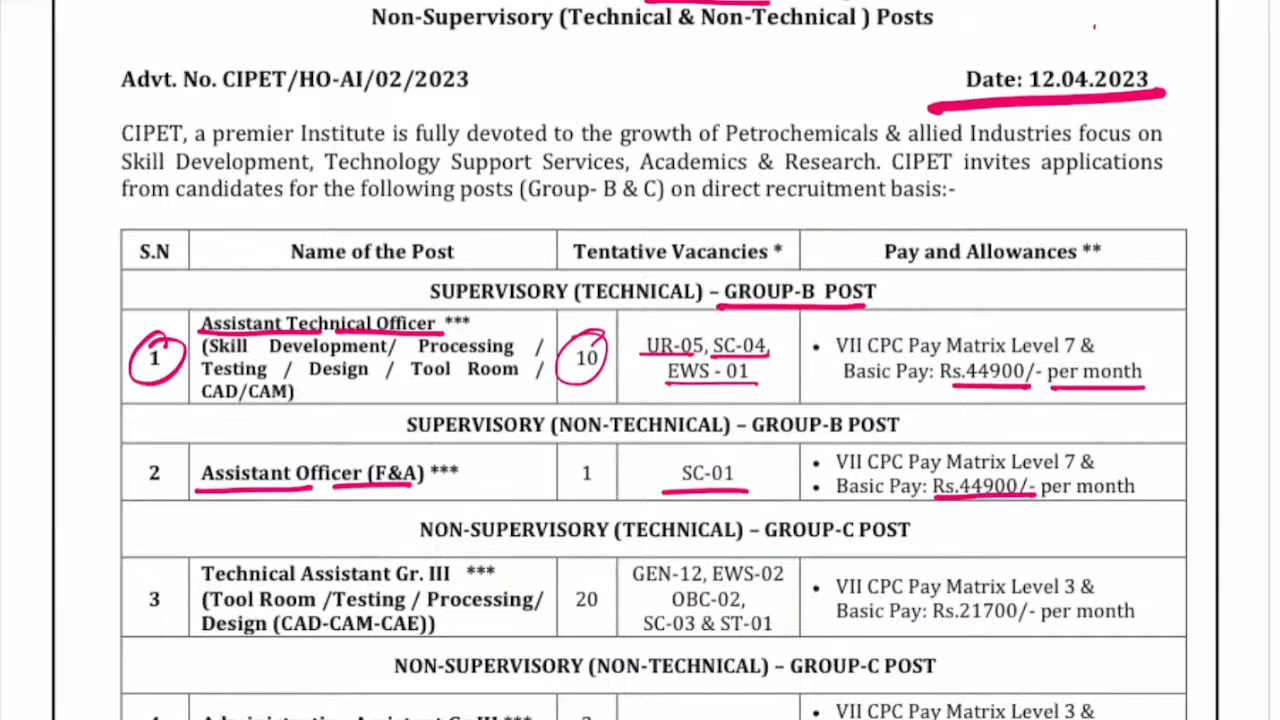 Non-Supervisory (Technical & Non-Technical ) Posts
Advt. No. CIPET/HO-AI/02/2023 Date: 12.04.2023
CIPET, a premier Institute is fully devoted to the growth of Petrochemicals & allied Industries focus on
Skill Development, Technology Support Services, Academics & Research. CIPET invites applications
from candidates for the following posts (Group- B & C) on direct recruitment basis:-
S.N Name of the Post Tentative Vacancies * Pay and Allowances **
SUPERVISORY (TECHNICAL) – GROUP-B POST
1
Assistant Technical Officer ***
(Skill Development/ Processing /
Testing / Design / Tool Room /
CAD/CAM)
10
UR-05, SC-04,
EWS - 01
• VII CPC Pay Matrix Level 7 &
Basic Pay: Rs.44900/- per month
SUPERVISORY (NON-TECHNICAL) – GROUP-B POST
2
Assistant Officer (F&A) ***
1
SC-01
• VII CPC Pay Matrix Level 7 &
• Basic Pay: Rs.44900/- per month
NON-SUPERVISORY (TECHNICAL) – GROUP-C POST
3
Technical Assistant Gr. III ***
(Tool Room /Testing / Processing/
Design (CAD-CAM-CAE))
20
GEN-12, EWS-02
OBC-02,
SC-03 & ST-01
• VII CPC Pay Matrix Level 3 &
Basic Pay: Rs.21700/- per month
NON-SUPERVISORY (NON-TECHNICAL) – GROUP-C POST
• VII CPC Pay Matrix Level 3 &